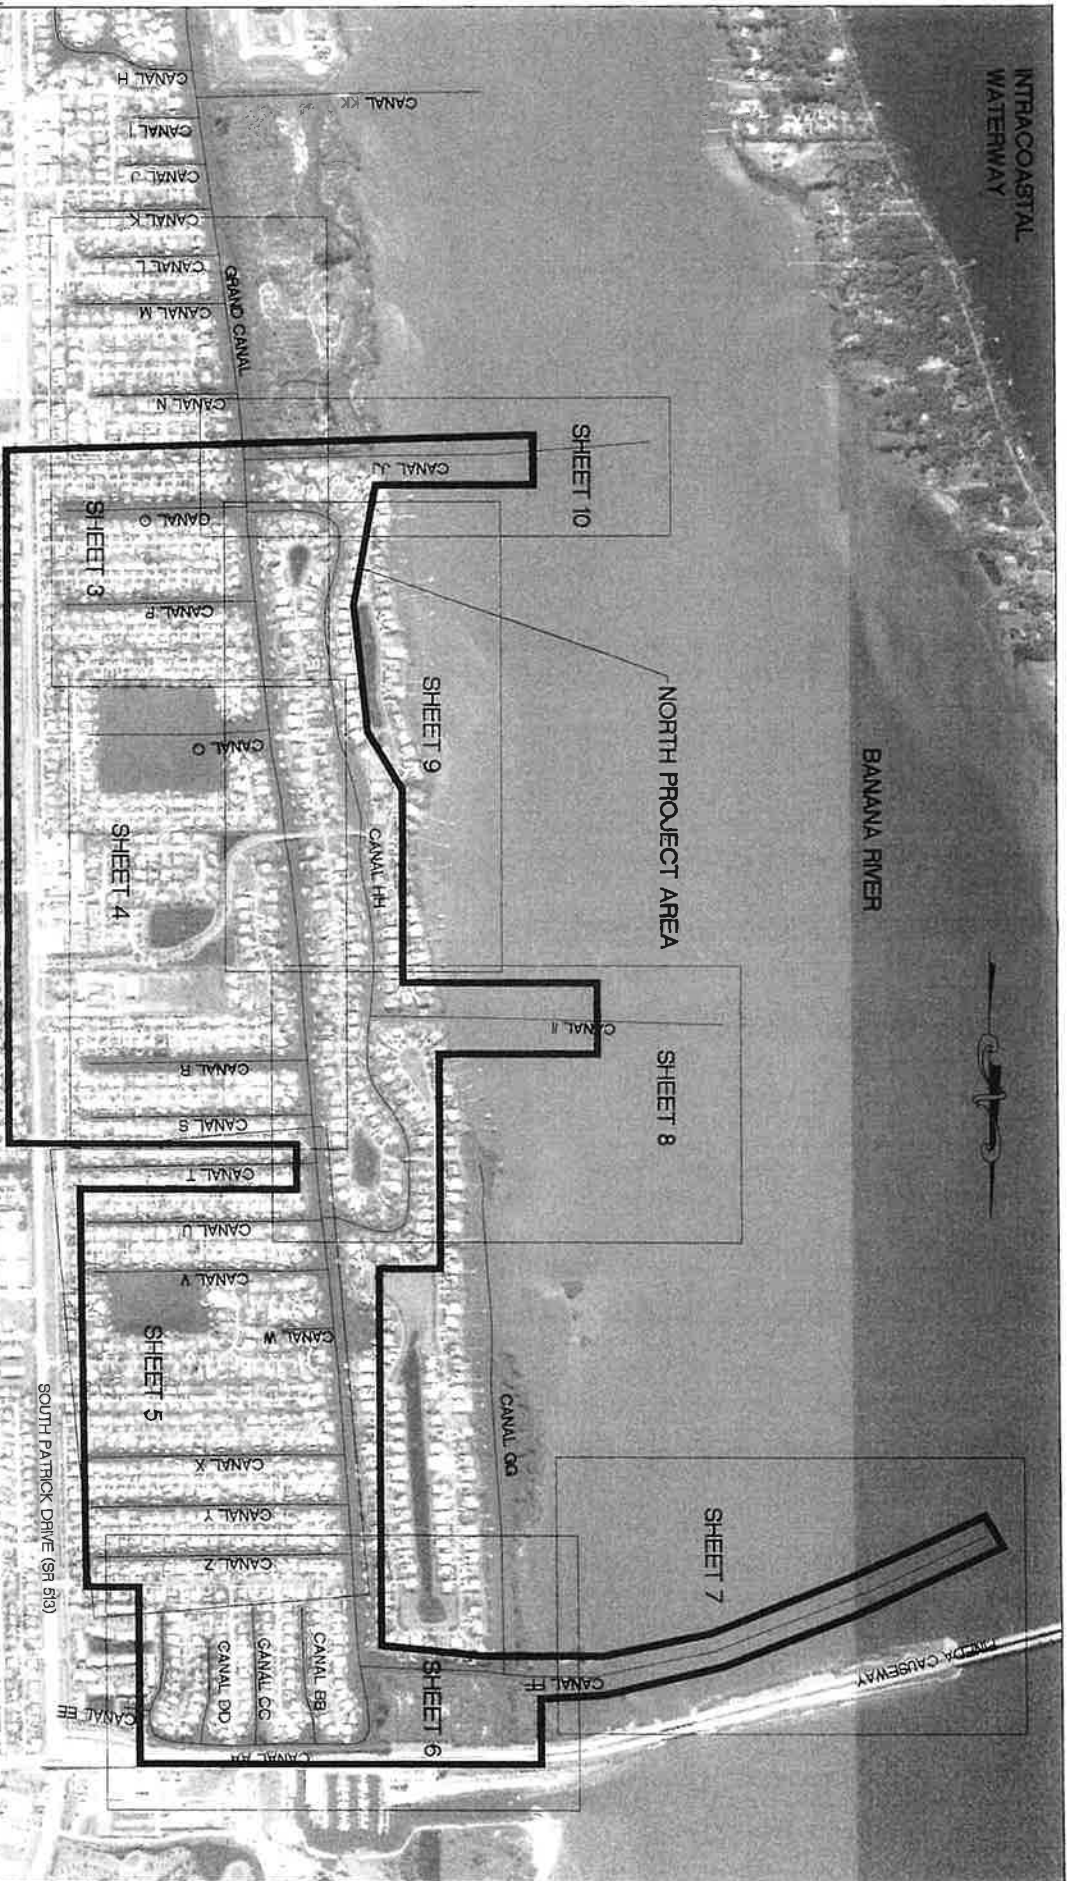 INTRACOASTAL
WATERWAY
BANANA RIVER
NORTH PROJECT AREA
SHEET 10
SHEET 9
SHEET 8
SHEET 7
SHEET 3
SHEET 4
SHEET 5
SHEET 6
GRAND CANAL
CANAL H
CANAL I
CANAL J
CANAL K
CANAL L
CANAL M
CANAL N
CANAL KK
CANAL JJ
CANAL O
CANAL P
CANAL Q
CANAL HH
CANAL II
CANAL R
CANAL S
CANAL T
CANAL U
CANAL V
CANAL W
CANAL X
CANAL Y
CANAL Z
CANAL GG
CANAL FF
CANAL BB
CANAL CC
CANAL DD
CANAL EE
CANAL AA
PINEDA CAUSEWAY
SOUTH PATRICK DRIVE (SR 513)